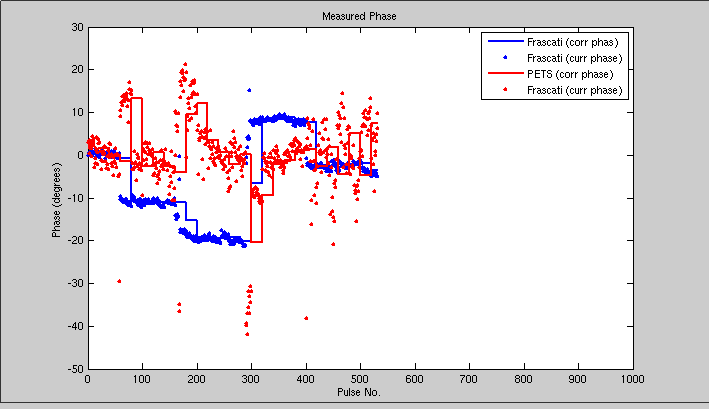 Measured Phase
30
20
10
0
-10
-20
-30
-40
-50
Phase (degrees)
0 100 200 300 400 500 600 700 800 900 1000
Pulse No.
Frascati (corr phas)
Frascati (curr phase)
PETS (corr phase)
Frascati (curr phase)